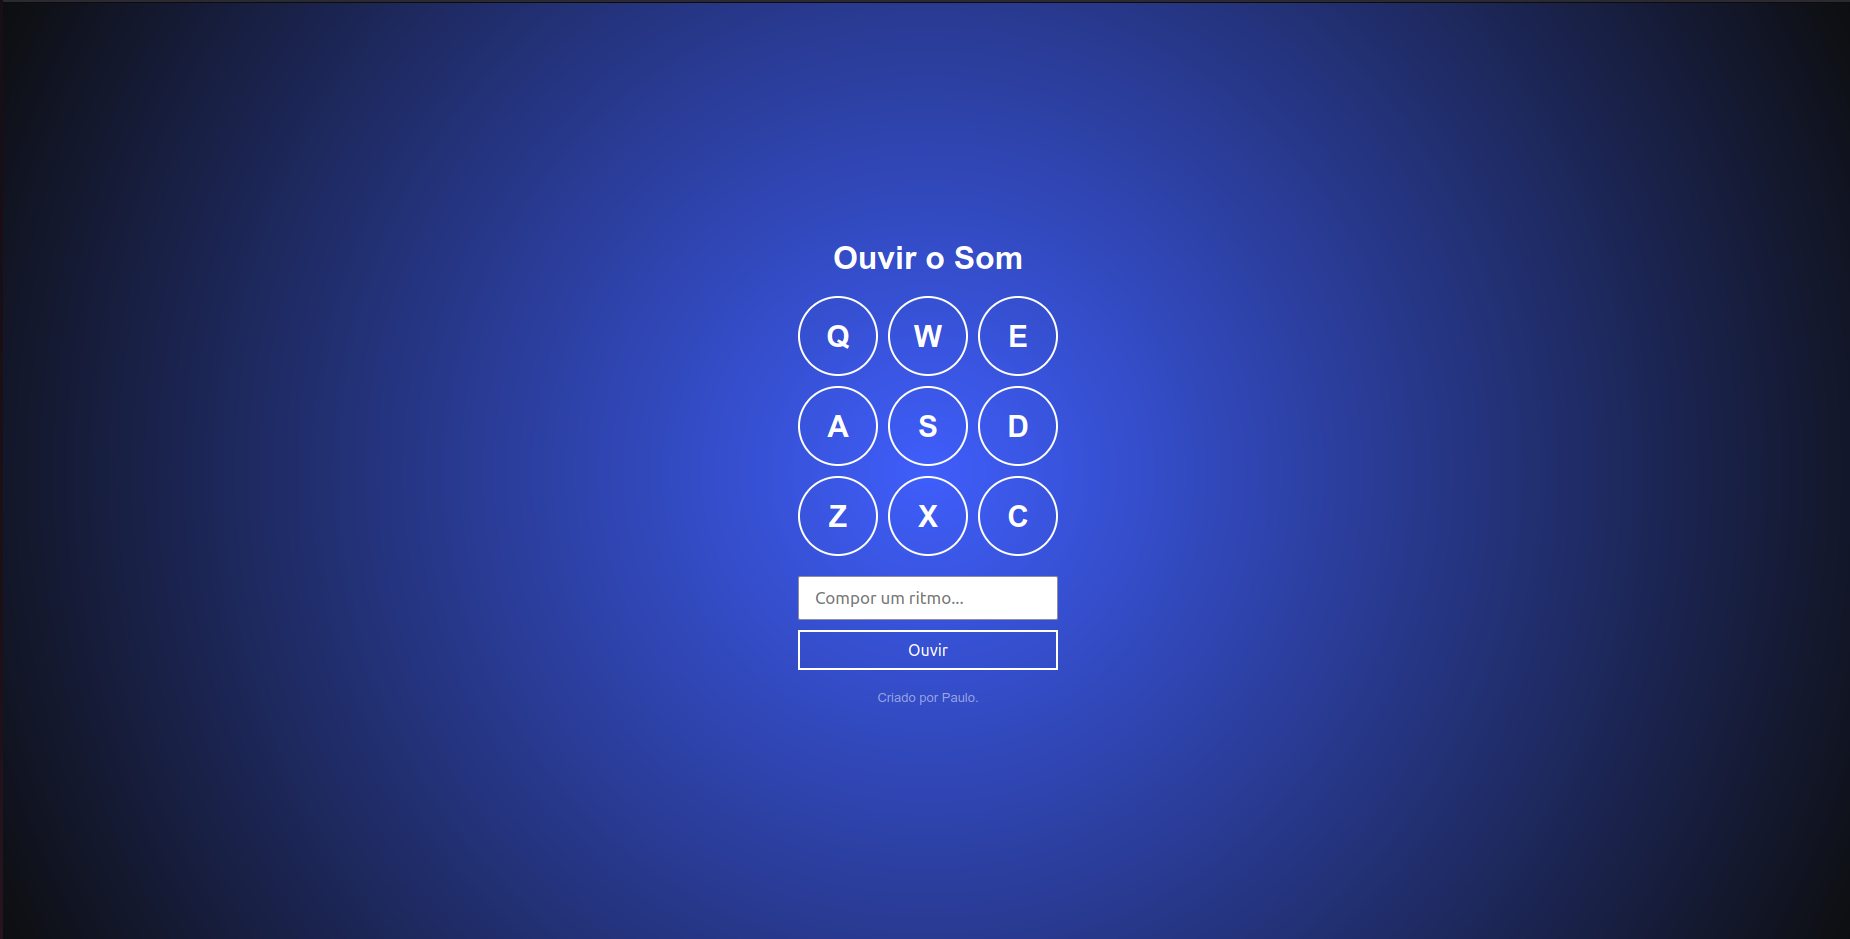 Ouvir o Som
Q W E
A S D
Z X C
Compor um ritmo...
Ouvir
Criado por Paulo.